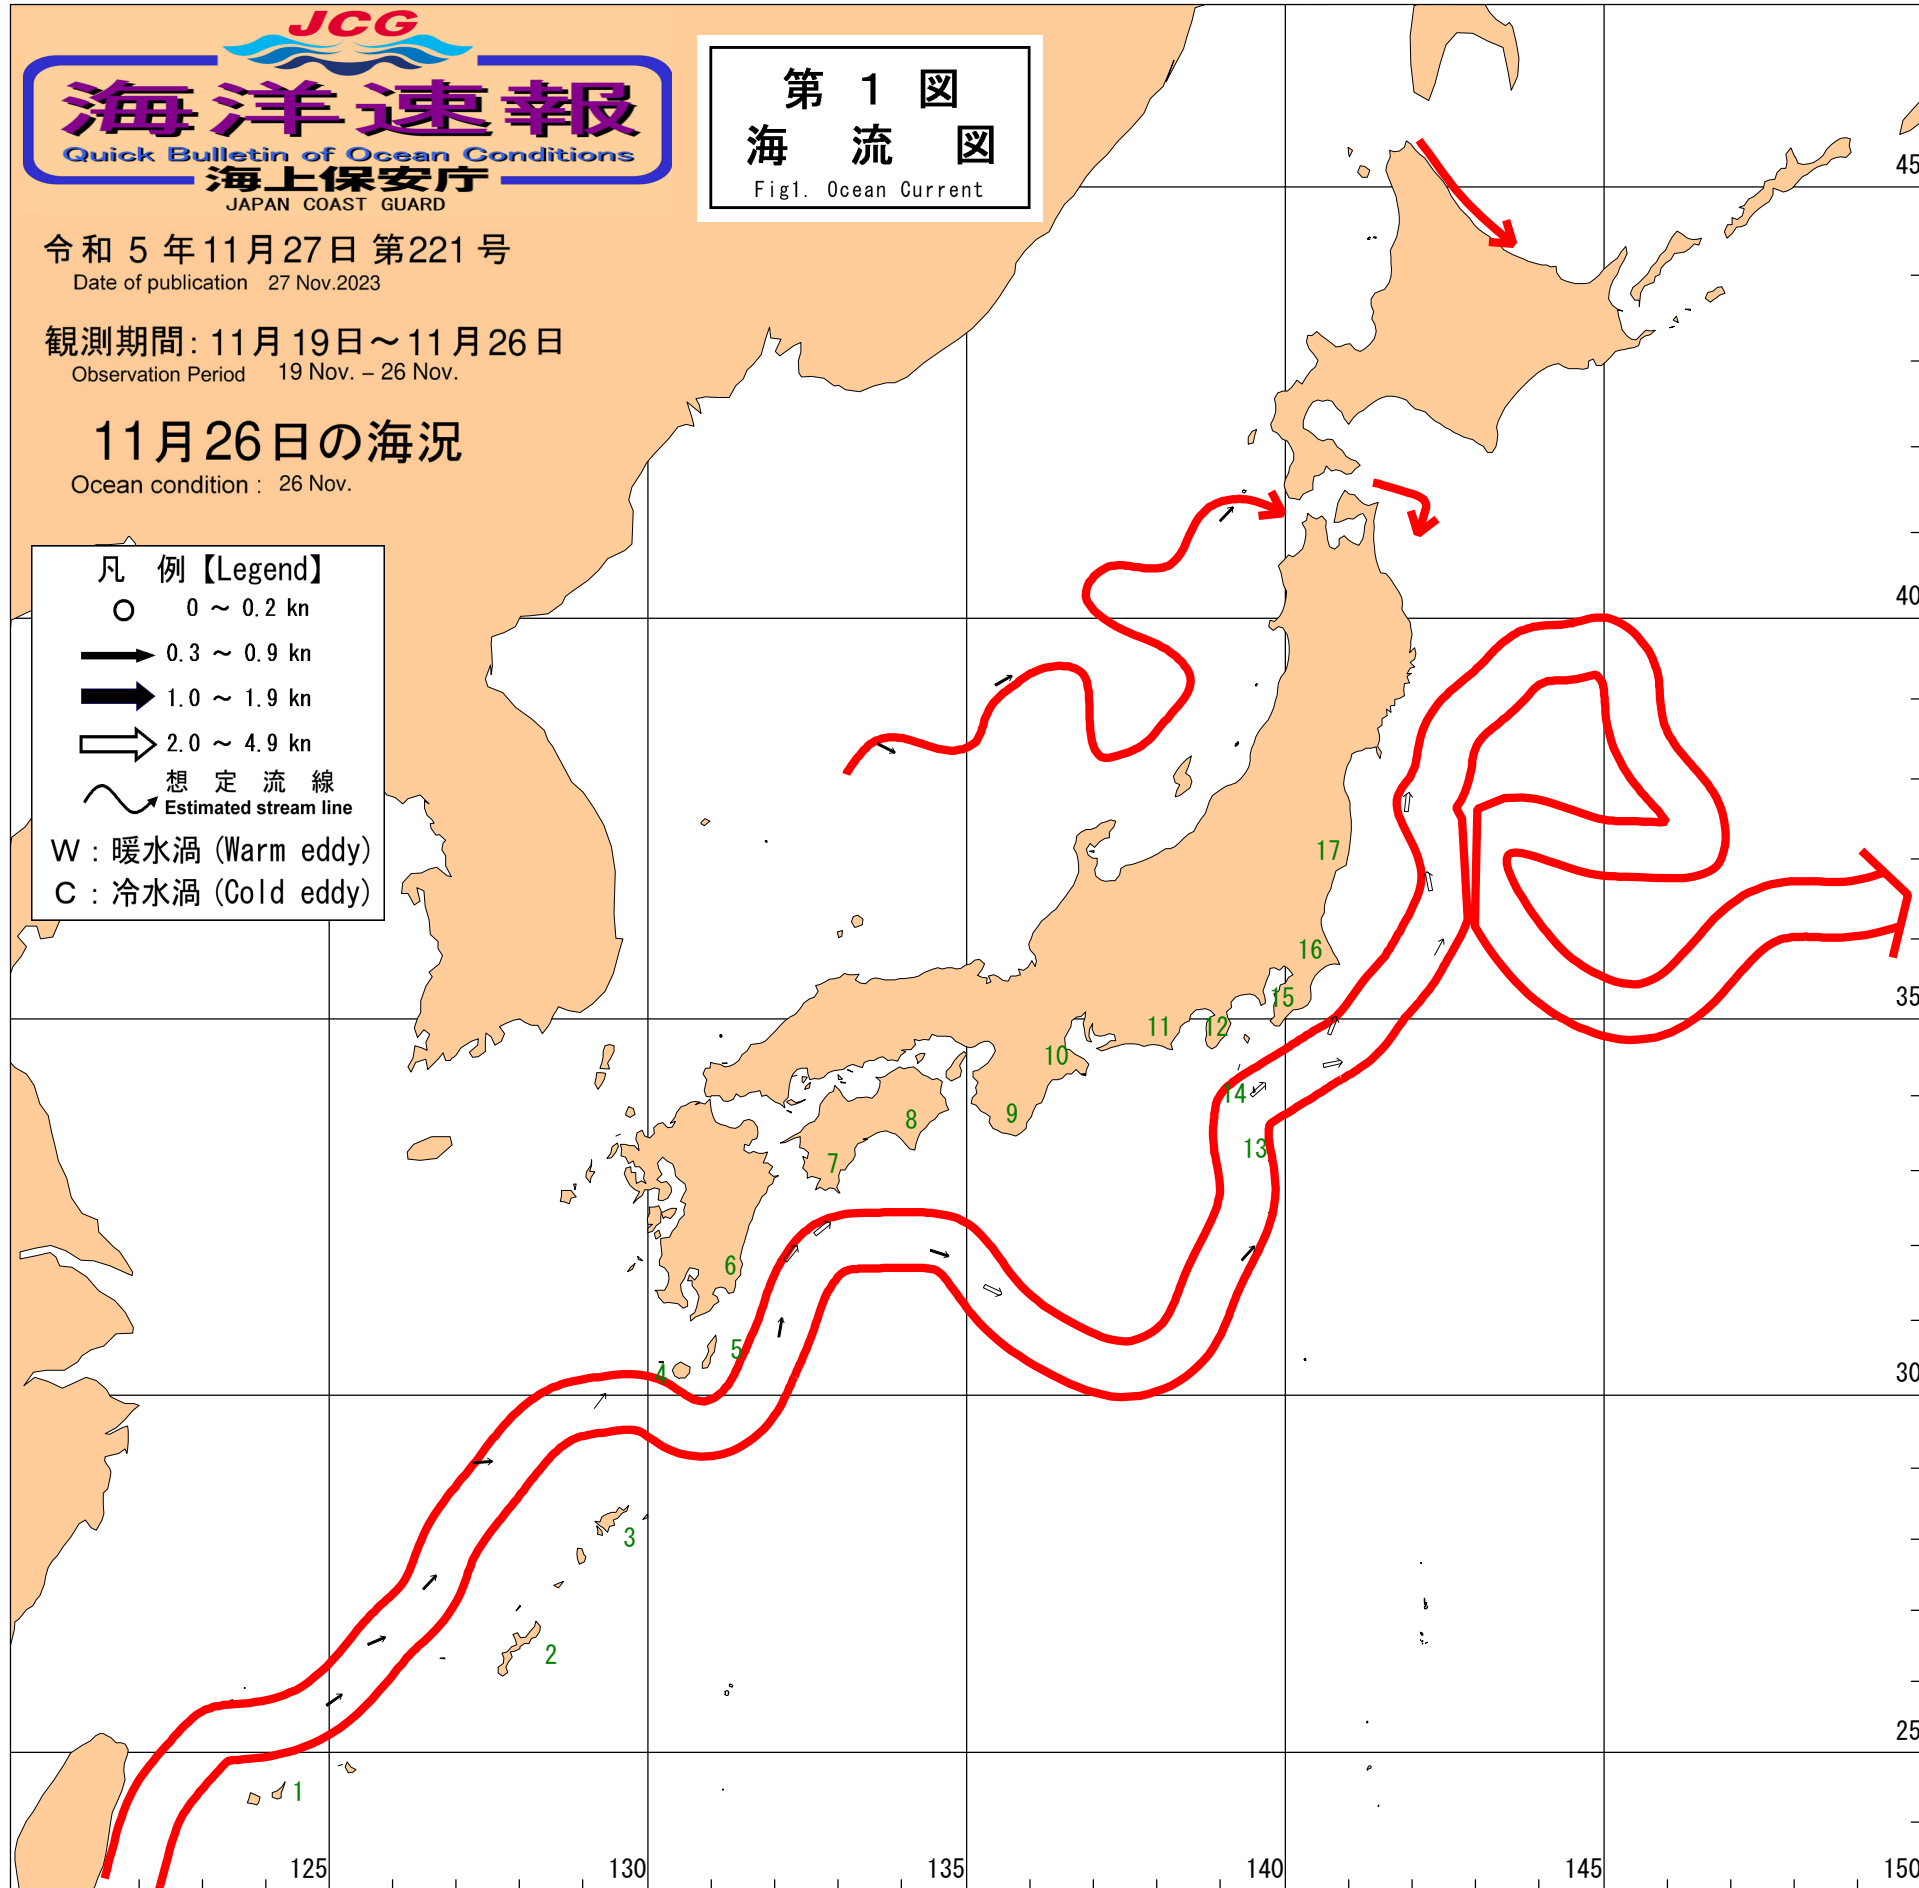 JCG
海洋速報
Quick Bulletin of Ocean Conditions
海上保安庁
JAPAN COAST GUARD
令和 5 年11月27日 第221 号
Date of publication 27 Nov.2023
観測期間: 11月19日～11月26日
Observation Period 19 Nov. – 26 Nov.
11月26日の海況
Ocean condition : 26 Nov.
第 1 図
海 流 図
Fig1. Ocean Current
凡 例【Legend】
0 ～ 0.2 kn
0.3 ～ 0.9 kn
1.0 ～ 1.9 kn
2.0 ～ 4.9 kn
想 定 流 線
Estimated stream line
W : 暖水渦 (Warm eddy)
C : 冷水渦 (Cold eddy)
45
40
17
16
15
35
11
12
10
14
9
8
13
7
6
5
4
30
3
2
25
1
125
130
135
140
145
150